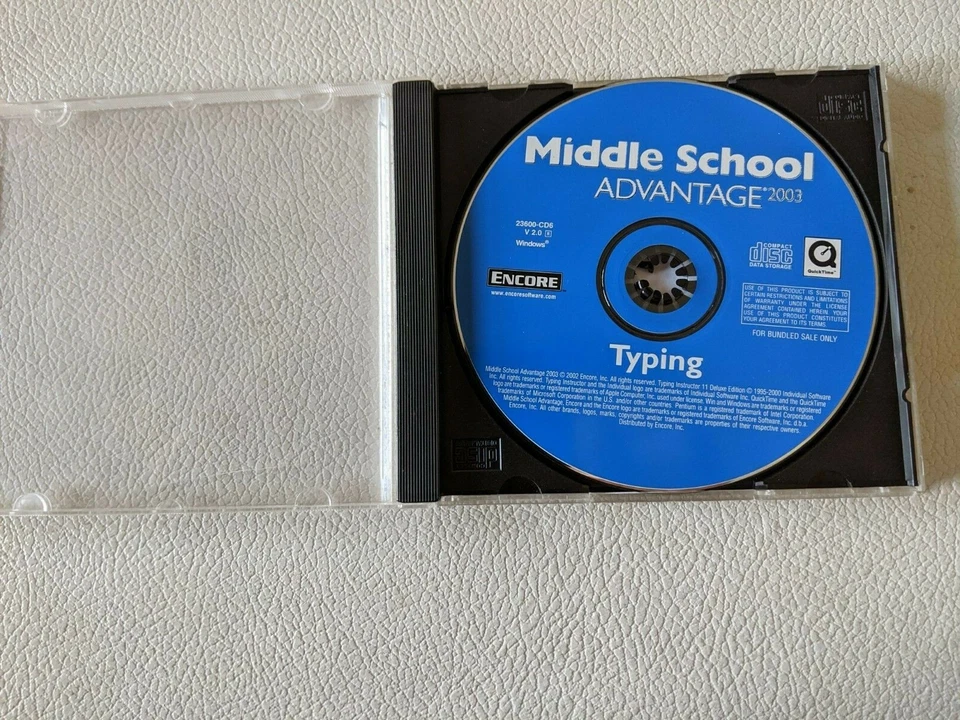 COMPACT
disc
DIGITAL AUDIO
Middle School
ADVANTAGE® 2003
23600-CD6
V 2.0 E
Windows®
COMPACT
disc
DATA STORAGE
QuickTime™
ENCORE
www.encoresoftware.com
USE OF THIS PRODUCT IS SUBJECT TO
CERTAIN RESTRICTIONS AND LIMITATIONS
OF WARRANTY UNDER THE LICENSE
AGREEMENT CONTAINED HEREIN. YOUR
USE OF THIS PRODUCT CONSTITUTES
YOUR AGREEMENT TO ITS TERMS.
FOR BUNDLED SALE ONLY
Typing
Middle School Advantage 2003 © 2002 Encore, Inc. All rights reserved. Typing Instructor 11 Deluxe Edition © 1995-2000 Individual Software
Inc. All rights reserved. Typing Instructor and the Individual logo are trademarks of Individual Software Inc. QuickTime and the QuickTime
logo are trademarks or registered trademarks of Apple Computer, Inc. used under license. Win and Windows are trademarks or registered
Trademarks of Microsoft Corporation in the U.S. and/or other countries. Pentium is a registered trademark of Intel Corporation.
Middle School Advantage, Encore and the Encore logo are trademarks or registered trademarks of Encore Software, Inc. d.b.a.
Encore, Inc. All other brands, logos, marks, copyrights and/or trademarks are properties of their respective owners.
Distributed by Encore, Inc.